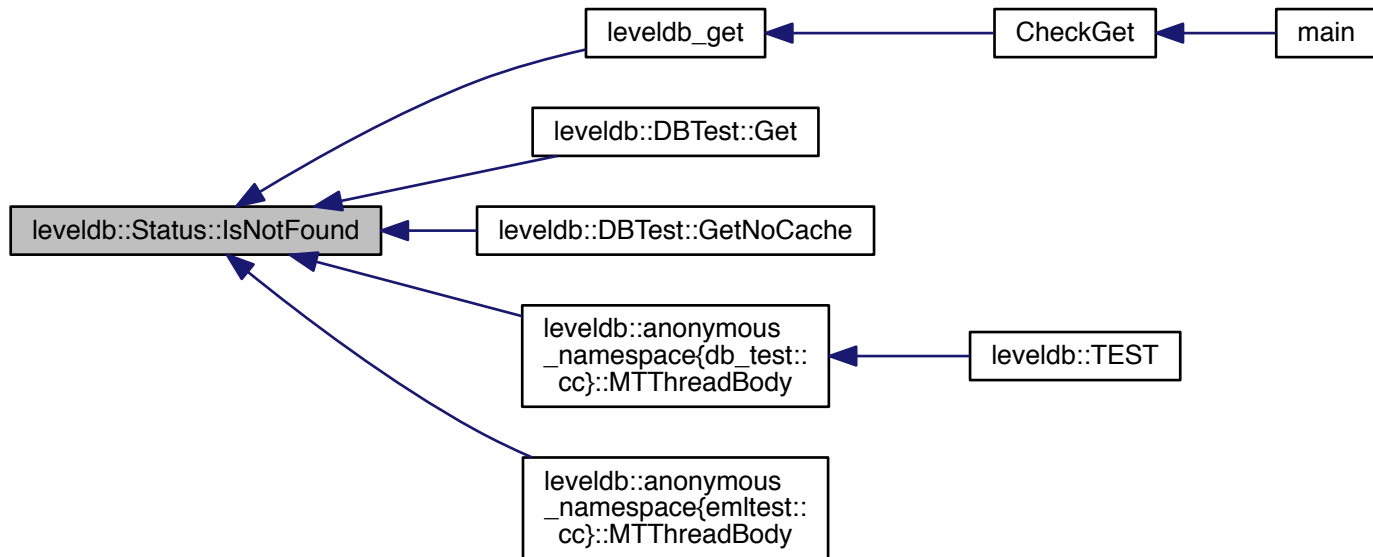 leveldb_get
CheckGet
main
leveldb::DBTest::Get
leveldb::Status::IsNotFound
leveldb::DBTest::GetNoCache
leveldb::anonymous
_namespace{db_test::
cc}::MTThreadBody
leveldb::TEST
leveldb::anonymous
_namespace{emltest::
cc}::MTThreadBody